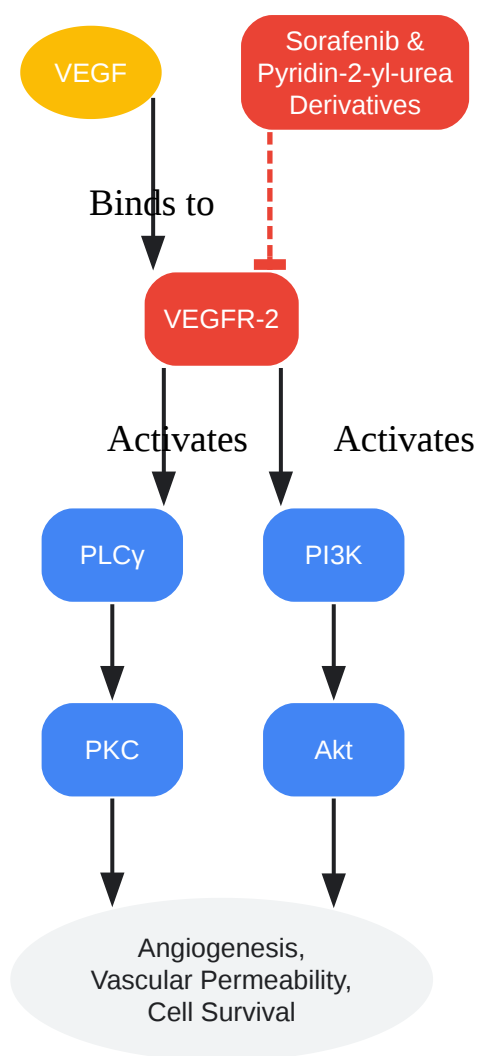 VEGF
Sorafenib &
Pyridin-2-yl-urea
Derivatives
Binds to
VEGFR-2
Activates
Activates
PLCγ
PI3K
PKC
Akt
Angiogenesis,
Vascular Permeability,
Cell Survival